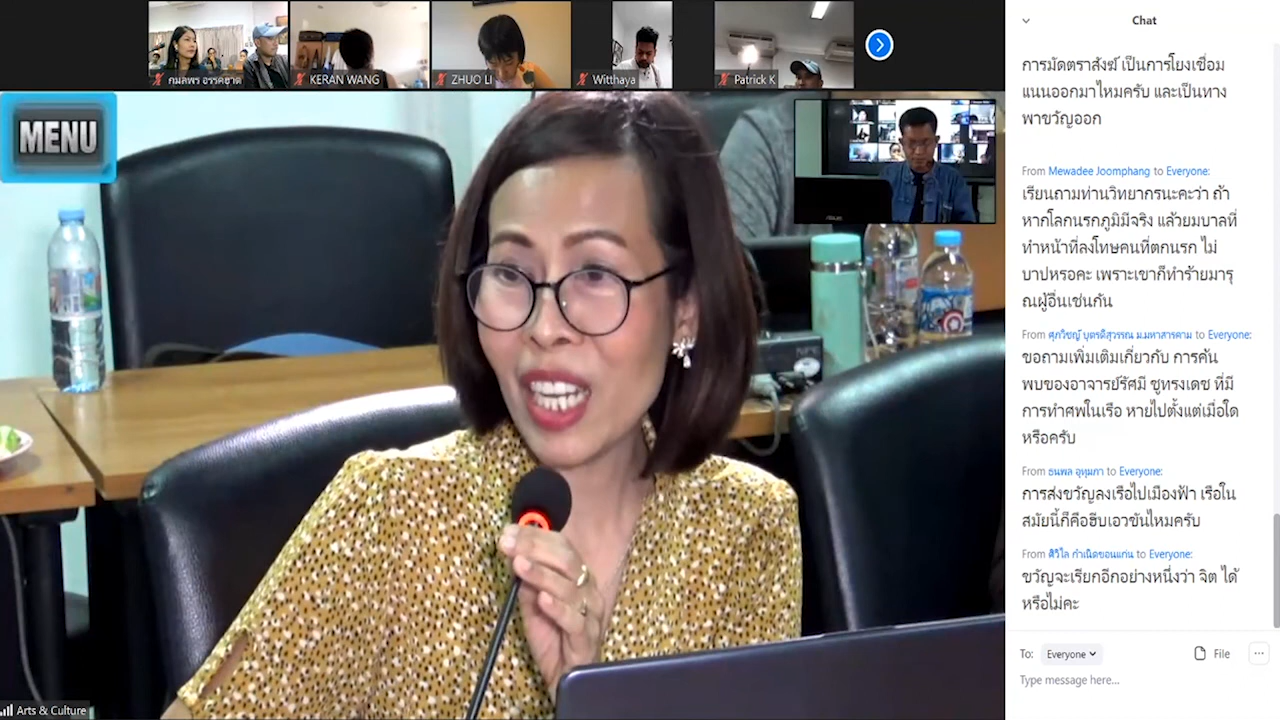 กมลพร อรรคฮาต
KERAN WANG
ZHUO LI
Witthaya
Patrick K
MENU
ASUS
Arts & Culture
Chat
การมัดตราสังฆ์ เป็นการโยงเชื่อม
แนนออกมาไหมครับ และเป็นทาง
พาขวัญออก
From Mewadee Joomphang to Everyone:
เรียนถามท่านวิทยากรนะคะว่า ถ้า
หากโลกนรกภูมิมีจริง แล้วยมบาลที่
ทำหน้าที่ลงโทษคนที่ตกนรก ไม่
บาปหรอคะ เพราะเขาก็ทำร้ายมารุ
ณผู้อื่นเช่นกัน
From ศุภวิชญ์ บุตรดีสุวรรณ ม.มหาสารคาม to Everyone:
ขอถามเพิ่มเติมเกี่ยวกับ การค้น
พบของอาจารย์รัศมี ชูทรงเดช ที่มี
การทำศพในเรือ หายไปตั้งแต่เมื่อใด
หรือครับ
From ธนพล อุหุมภา to Everyone:
การส่งขวัญลงเรือไปเมืองฟ้า เรือใน
สมัยนี้ก็คือฮีบเอวขันไหมครับ
From ศิวิไล กำเนิดขอนแก่น to Everyone:
ขวัญจะเรียกอีกอย่างหนึ่งว่า จิต ได้
หรือไม่คะ
To: Everyone
File
Type message here...